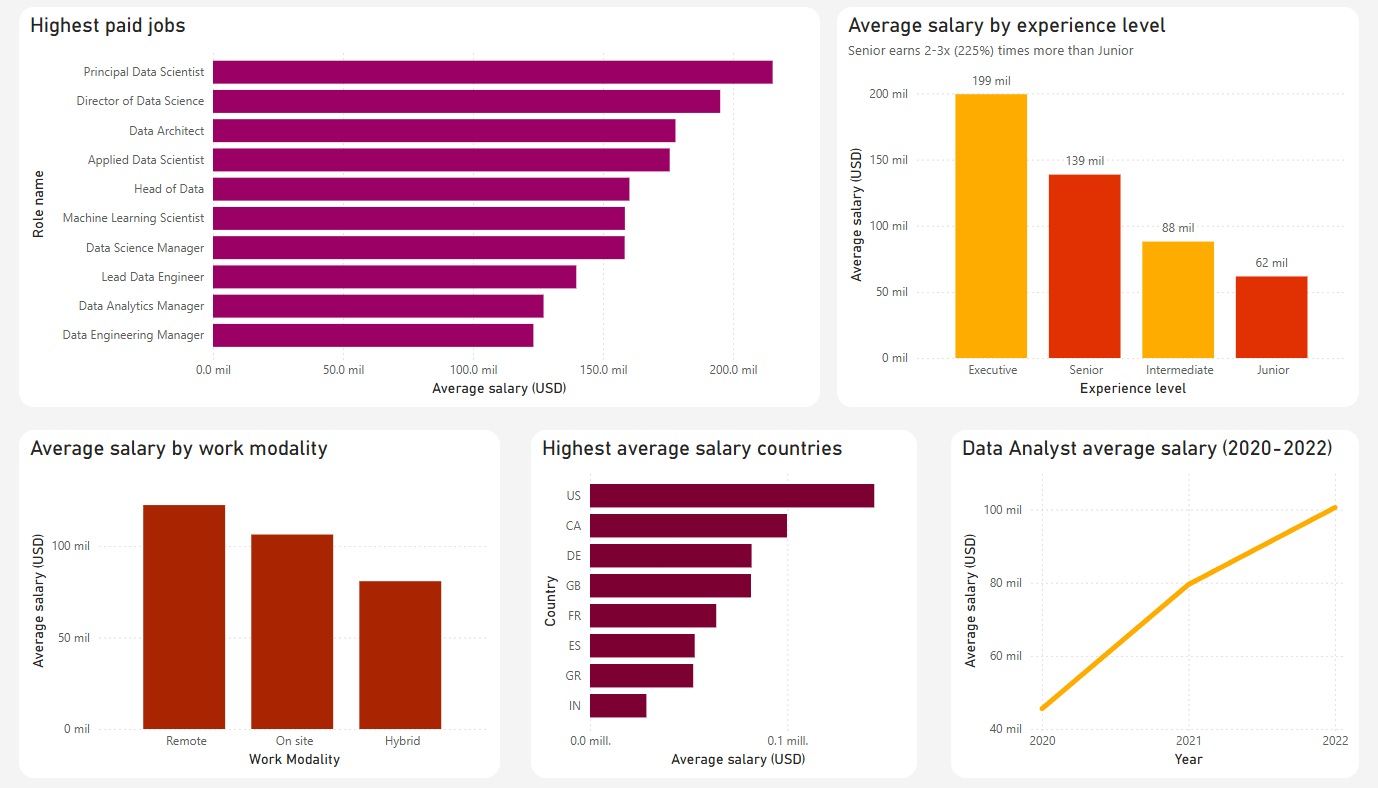 Highest paid jobs
Role name
Principal Data Scientist
Director of Data Science
Data Architect
Applied Data Scientist
Head of Data
Machine Learning Scientist
Data Science Manager
Lead Data Engineer
Data Analytics Manager
Data Engineering Manager
0.0 mil 50.0 mil 100.0 mil 150.0 mil 200.0 mil
Average salary (USD)
Average salary by experience level
Senior earns 2-3x (225%) times more than Junior
Average salary (USD)
200 mil
150 mil
100 mil
50 mil
0 mil
199 mil
139 mil
88 mil
62 mil
Executive Senior Intermediate Junior
Experience level
Average salary by work modality
Average salary (USD)
100 mil
50 mil
0 mil
Remote On site Hybrid
Work Modality
Highest average salary countries
Country
US
CA
DE
GB
FR
ES
GR
IN
0.0 mill. 0.1 mill.
Average salary (USD)
Data Analyst average salary (2020-2022)
Average salary (USD)
100 mil
80 mil
60 mil
40 mil
2020 2021 2022
Year